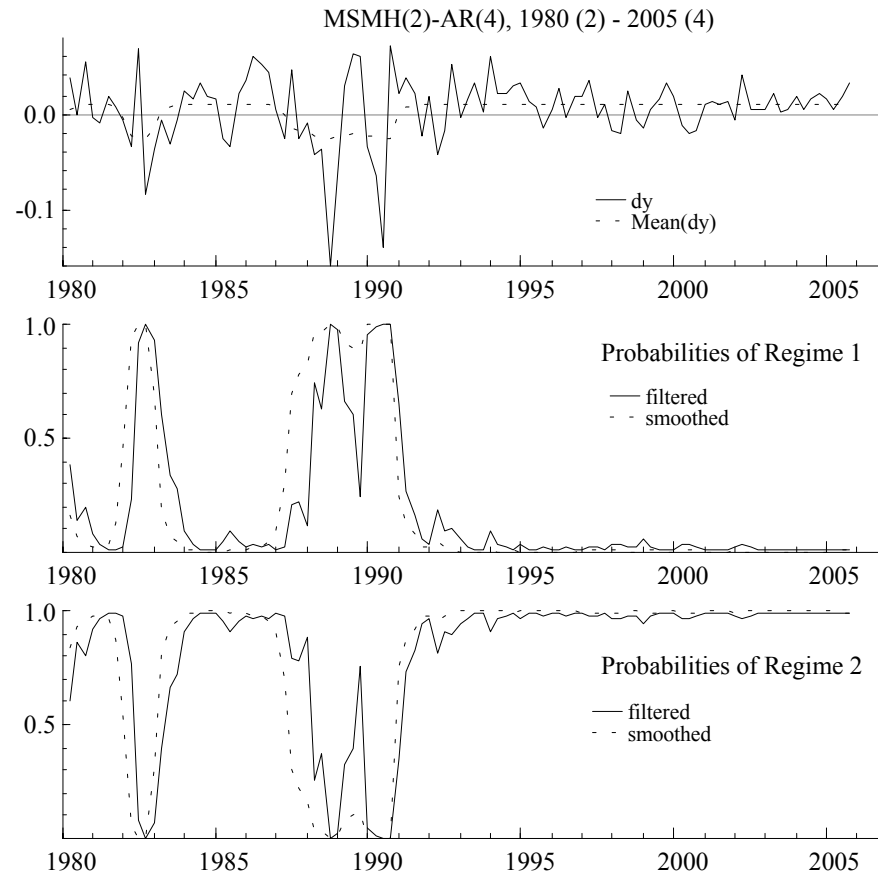 MSMH(2)-AR(4), 1980 (2) - 2005 (4)
0.0
-0.1
dy
Mean(dy)
1980 1985 1990 1995 2000 2005
1.0
Probabilities of Regime 1
filtered
smoothed
0.5
1980 1985 1990 1995 2000 2005
1.0
Probabilities of Regime 2
filtered
smoothed
0.5
1980 1985 1990 1995 2000 2005